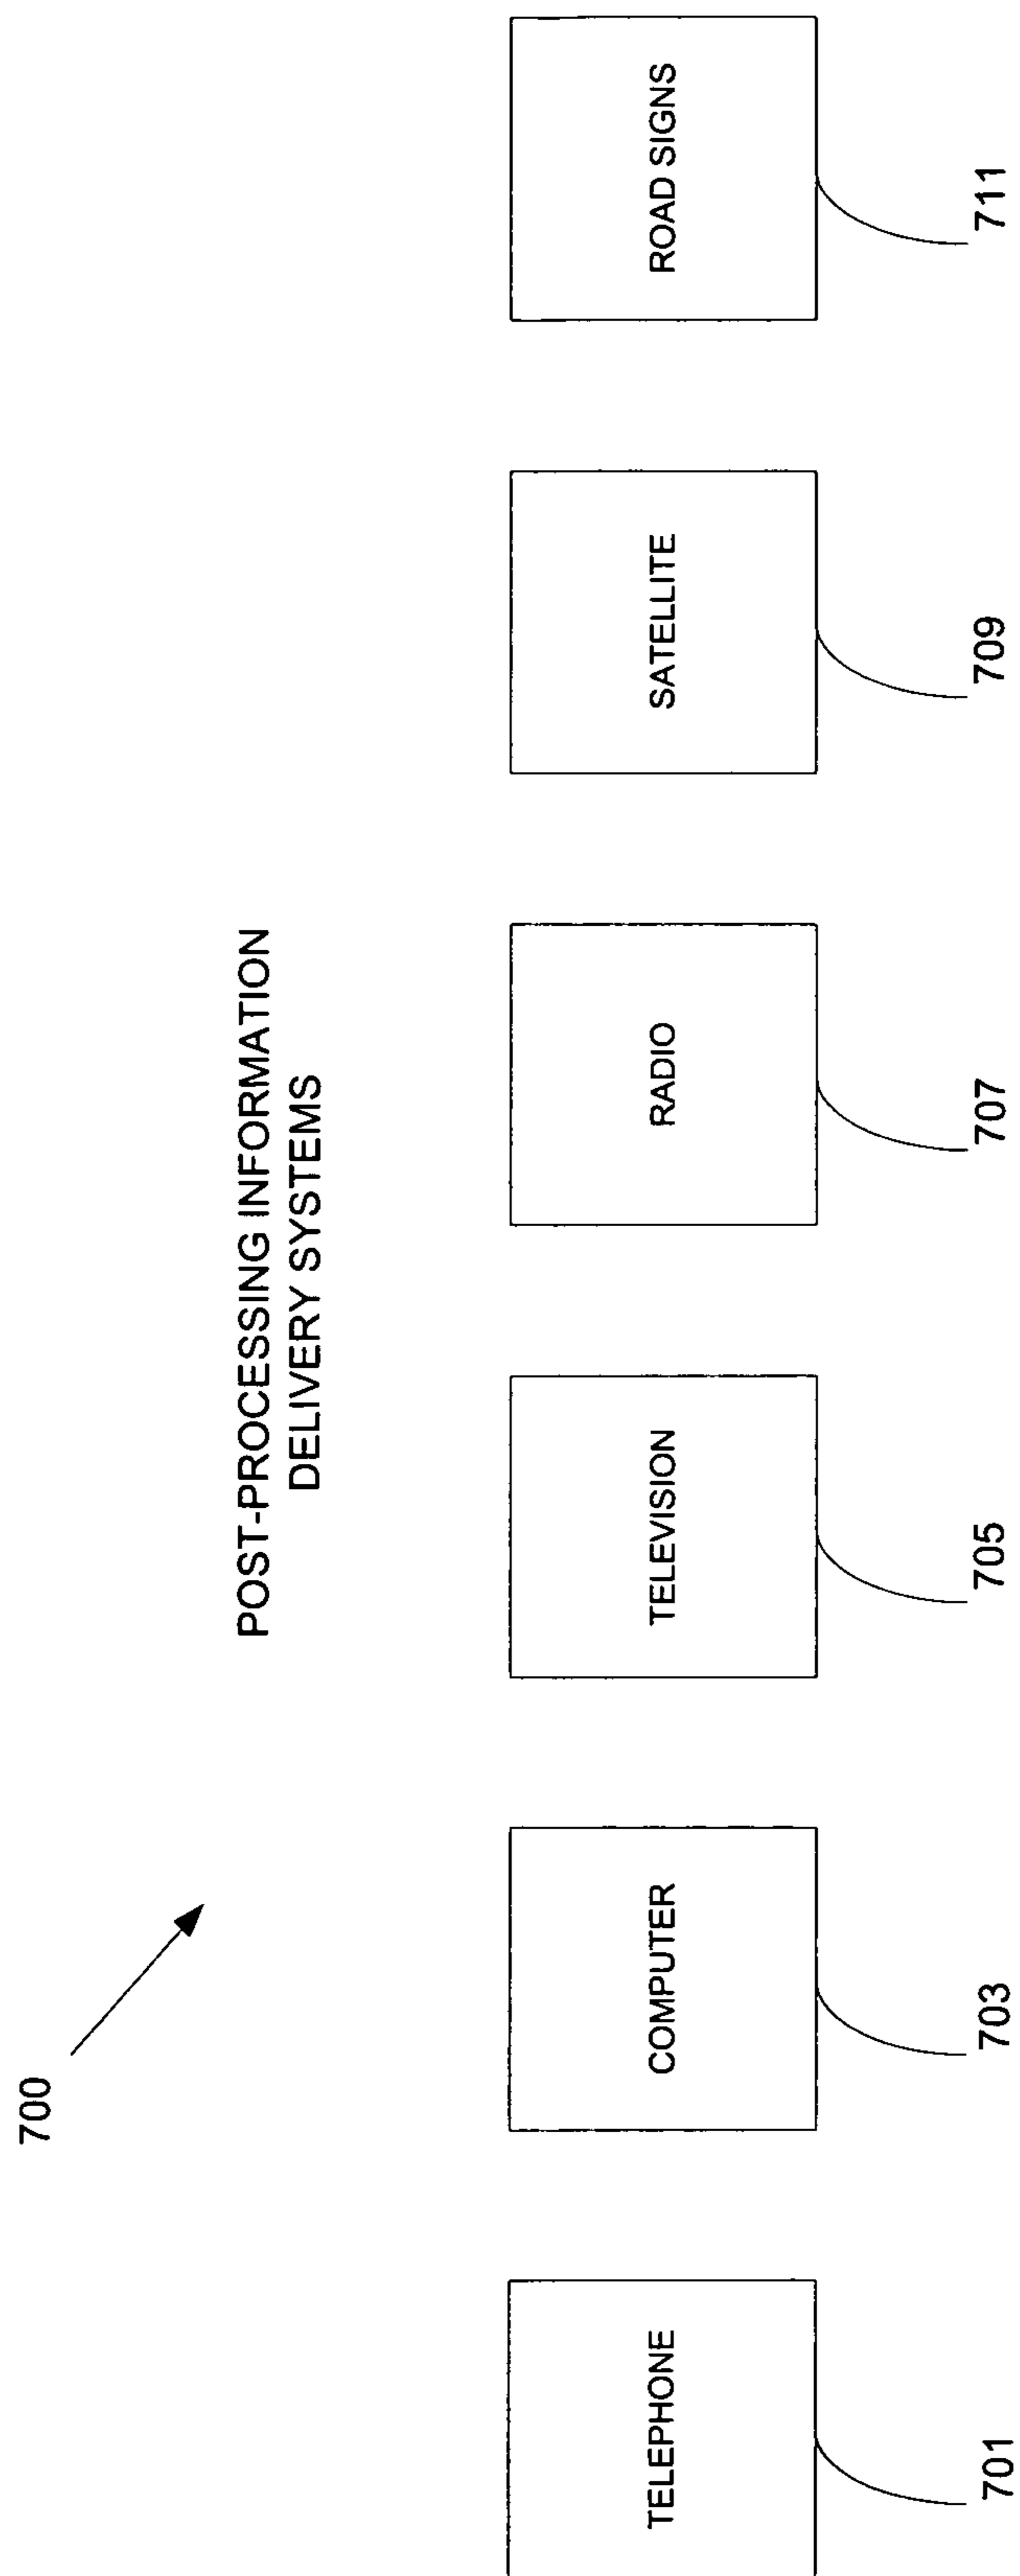 700
POST-PROCESSING INFORMATION
DELIVERY SYSTEMS
TELEPHONE
COMPUTER
TELEVISION
RADIO
SATELLITE
ROAD SIGNS
701
703
705
707
709
711